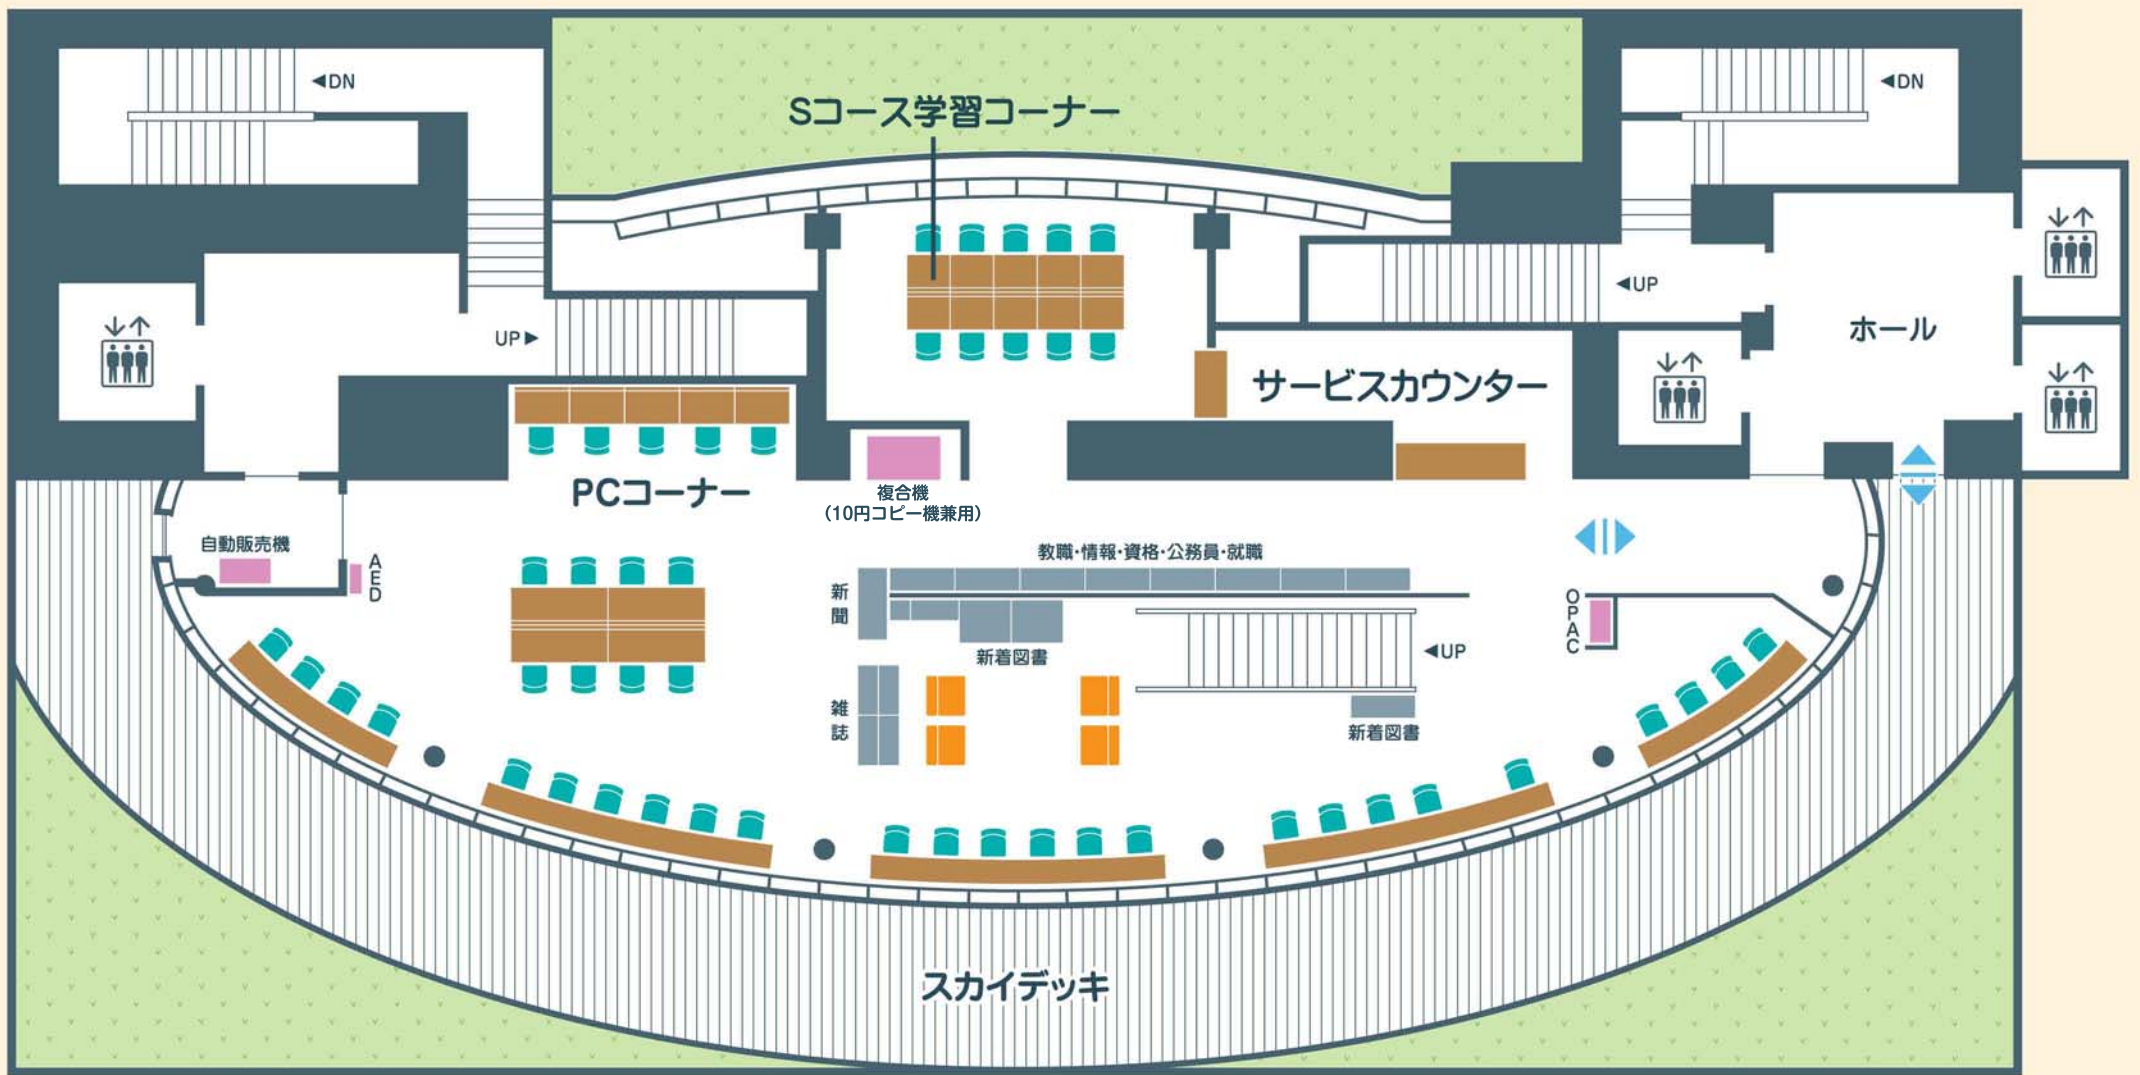 ◀DN
◀DN
Sコース学習コーナー
UP▶
◀UP
ホール
サービスカウンター
PCコーナー
複合機
(10円コピー機兼用)
自動販売機
AED
教職・情報・資格・公務員・就職
新聞
新着図書
◀UP
OPAC
雑誌
新着図書
スカイデッキ